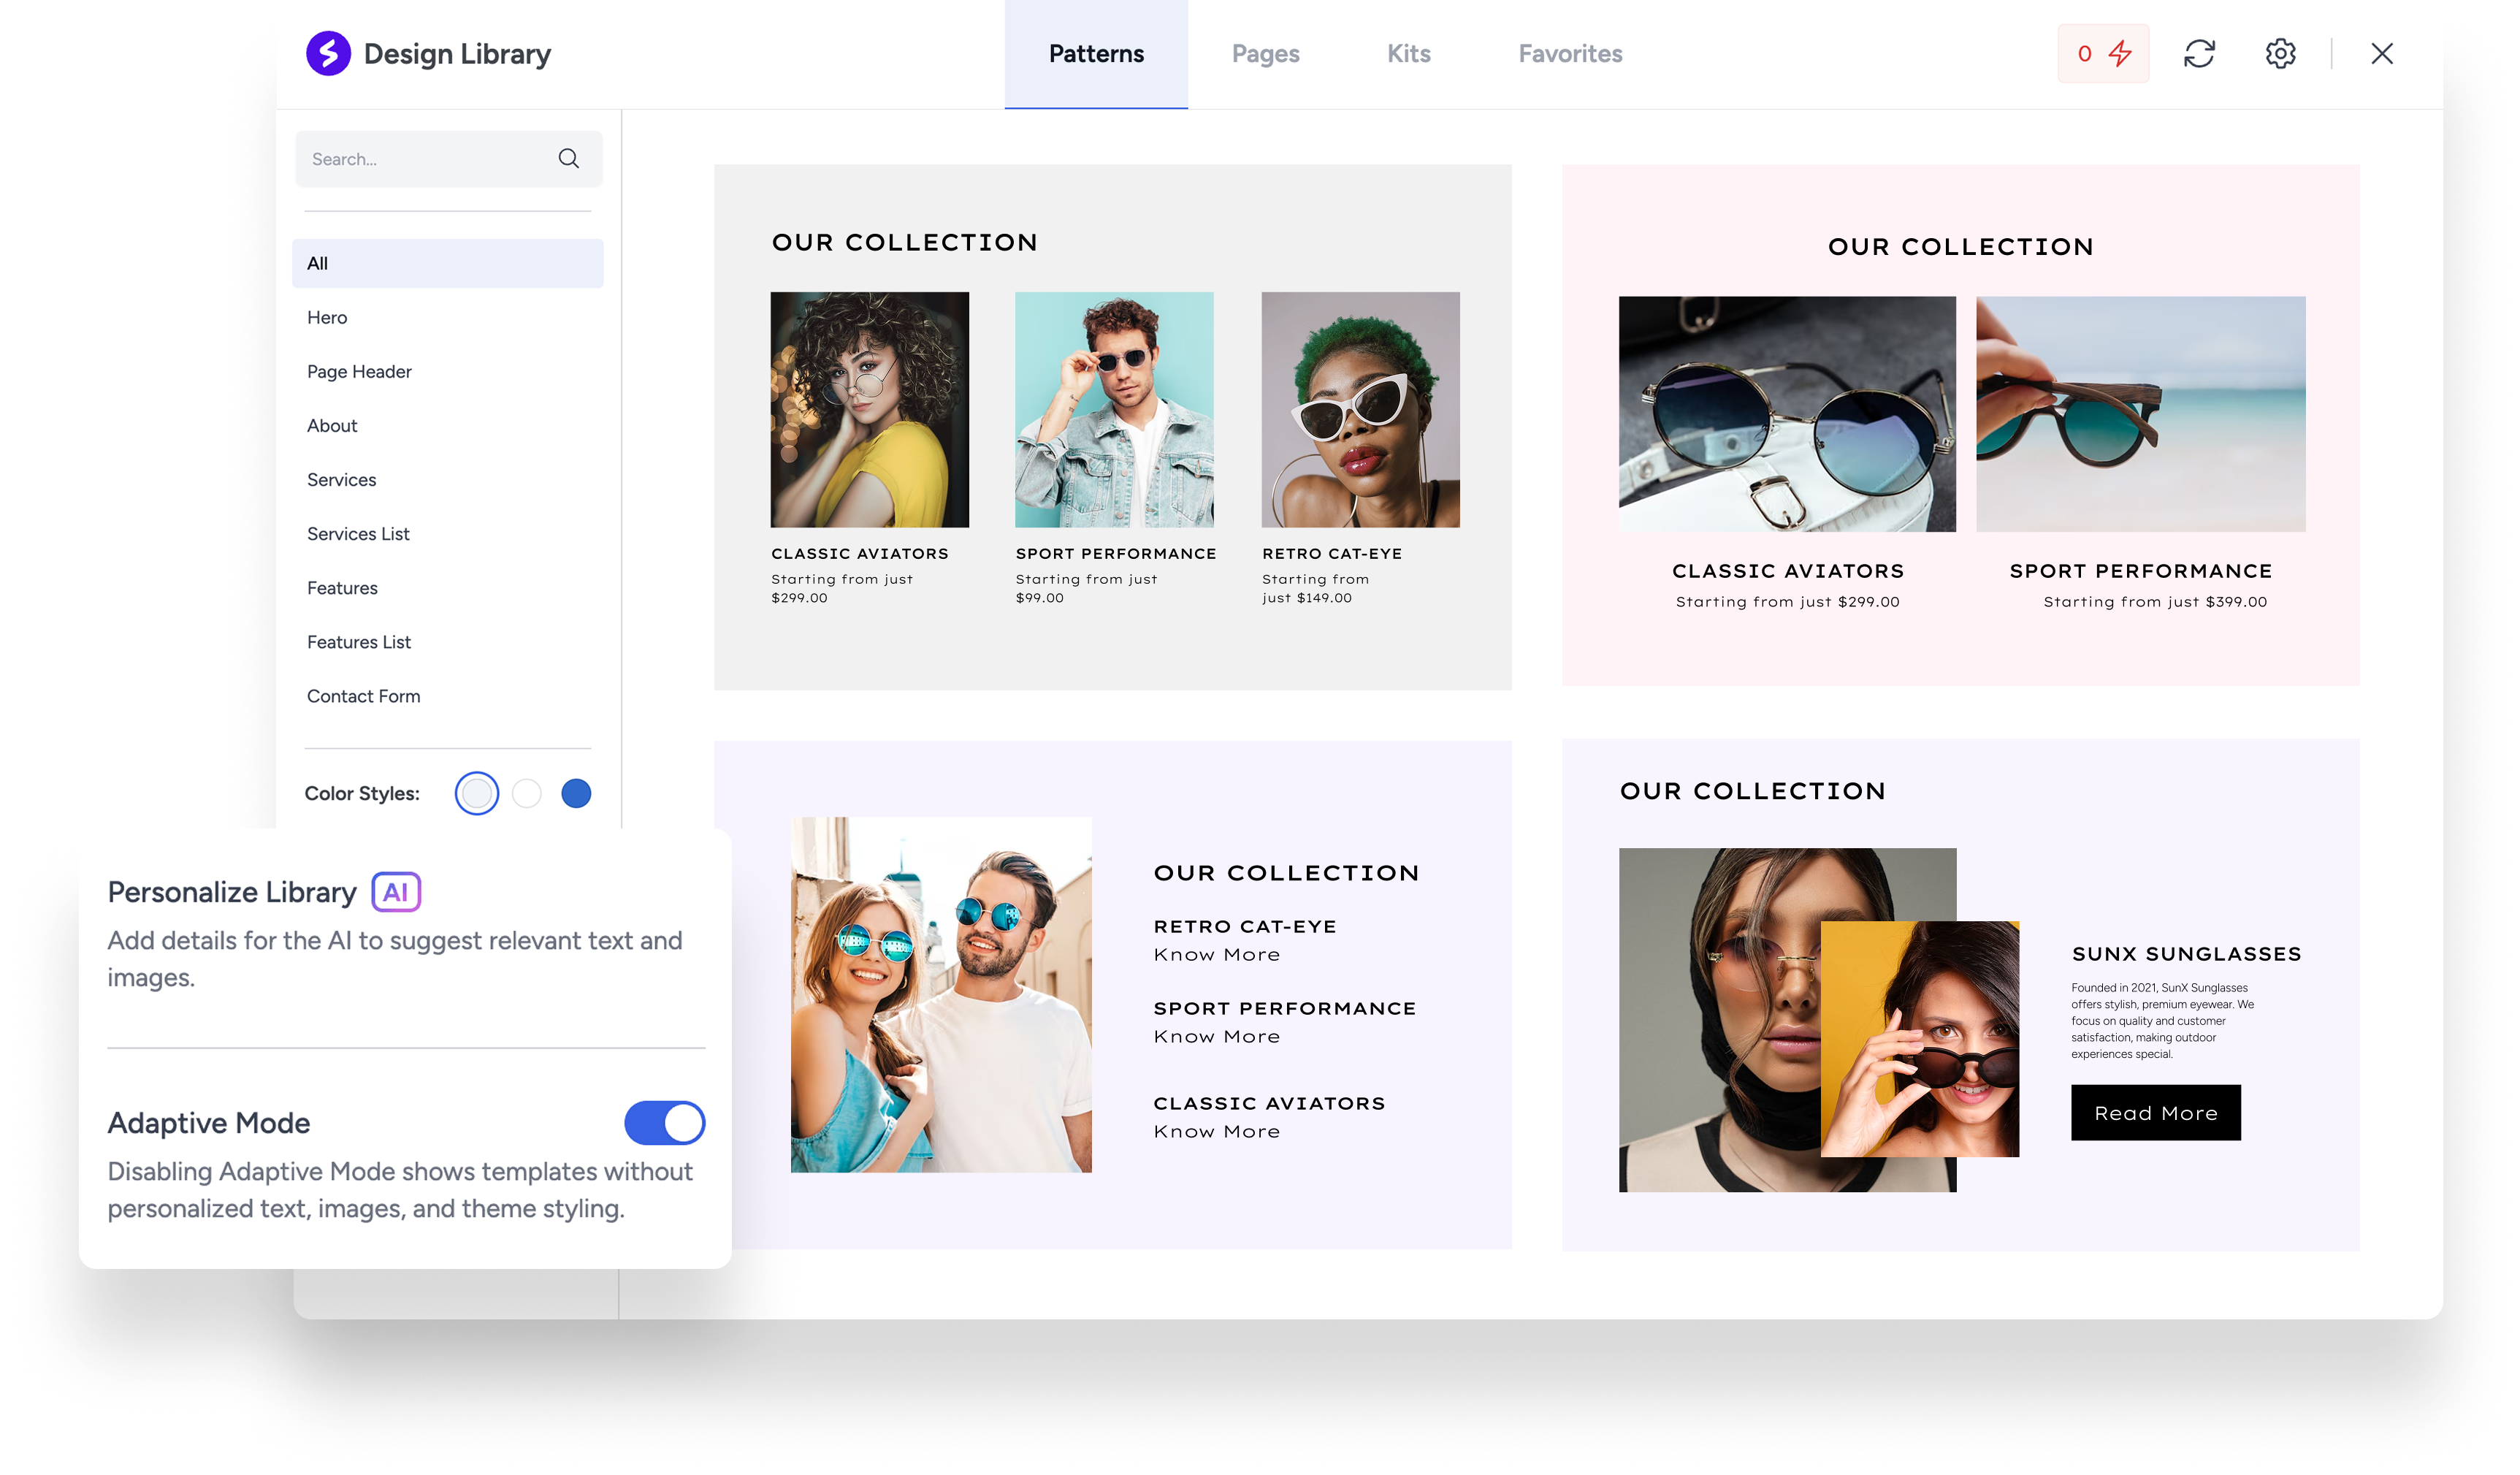 Design Library
Patterns
Pages
Kits
Favorites
0
Search...
All
Hero
Page Header
About
Services
Services List
Features
Features List
Contact Form
Color Styles:
Personalize Library AI
Add details for the AI to suggest relevant text and
images.
Adaptive Mode
Disabling Adaptive Mode shows templates without
personalized text, images, and theme styling.
OUR COLLECTION
CLASSIC AVIATORS
Starting from just
$299.00
SPORT PERFORMANCE
Starting from just
$99.00
RETRO CAT-EYE
Starting from
just $149.00
OUR COLLECTION
CLASSIC AVIATORS
Starting from just $299.00
SPORT PERFORMANCE
Starting from just $399.00
OUR COLLECTION
RETRO CAT-EYE
Know More
SPORT PERFORMANCE
Know More
CLASSIC AVIATORS
Know More
OUR COLLECTION
SUNX SUNGLASSES
Founded in 2021, SunX Sunglasses
offers stylish, premium eyewear. We
focus on quality and customer
satisfaction, making outdoor
experiences special.
Read More